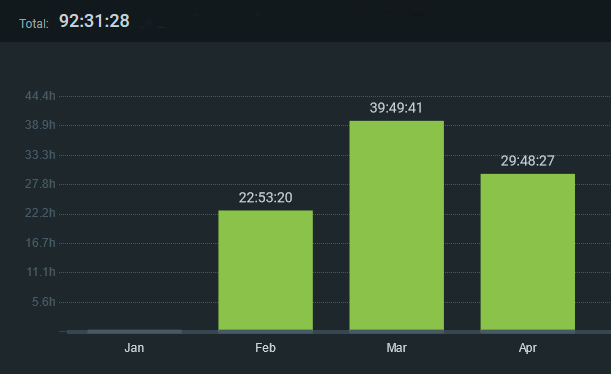 Total: 92:31:28
44.4h
39:49:41
38.9h
33.3h
29:48:27
27.8h
22:53:20
22.2h
16.7h
11.1h
5.6h
Jan Feb Mar Apr